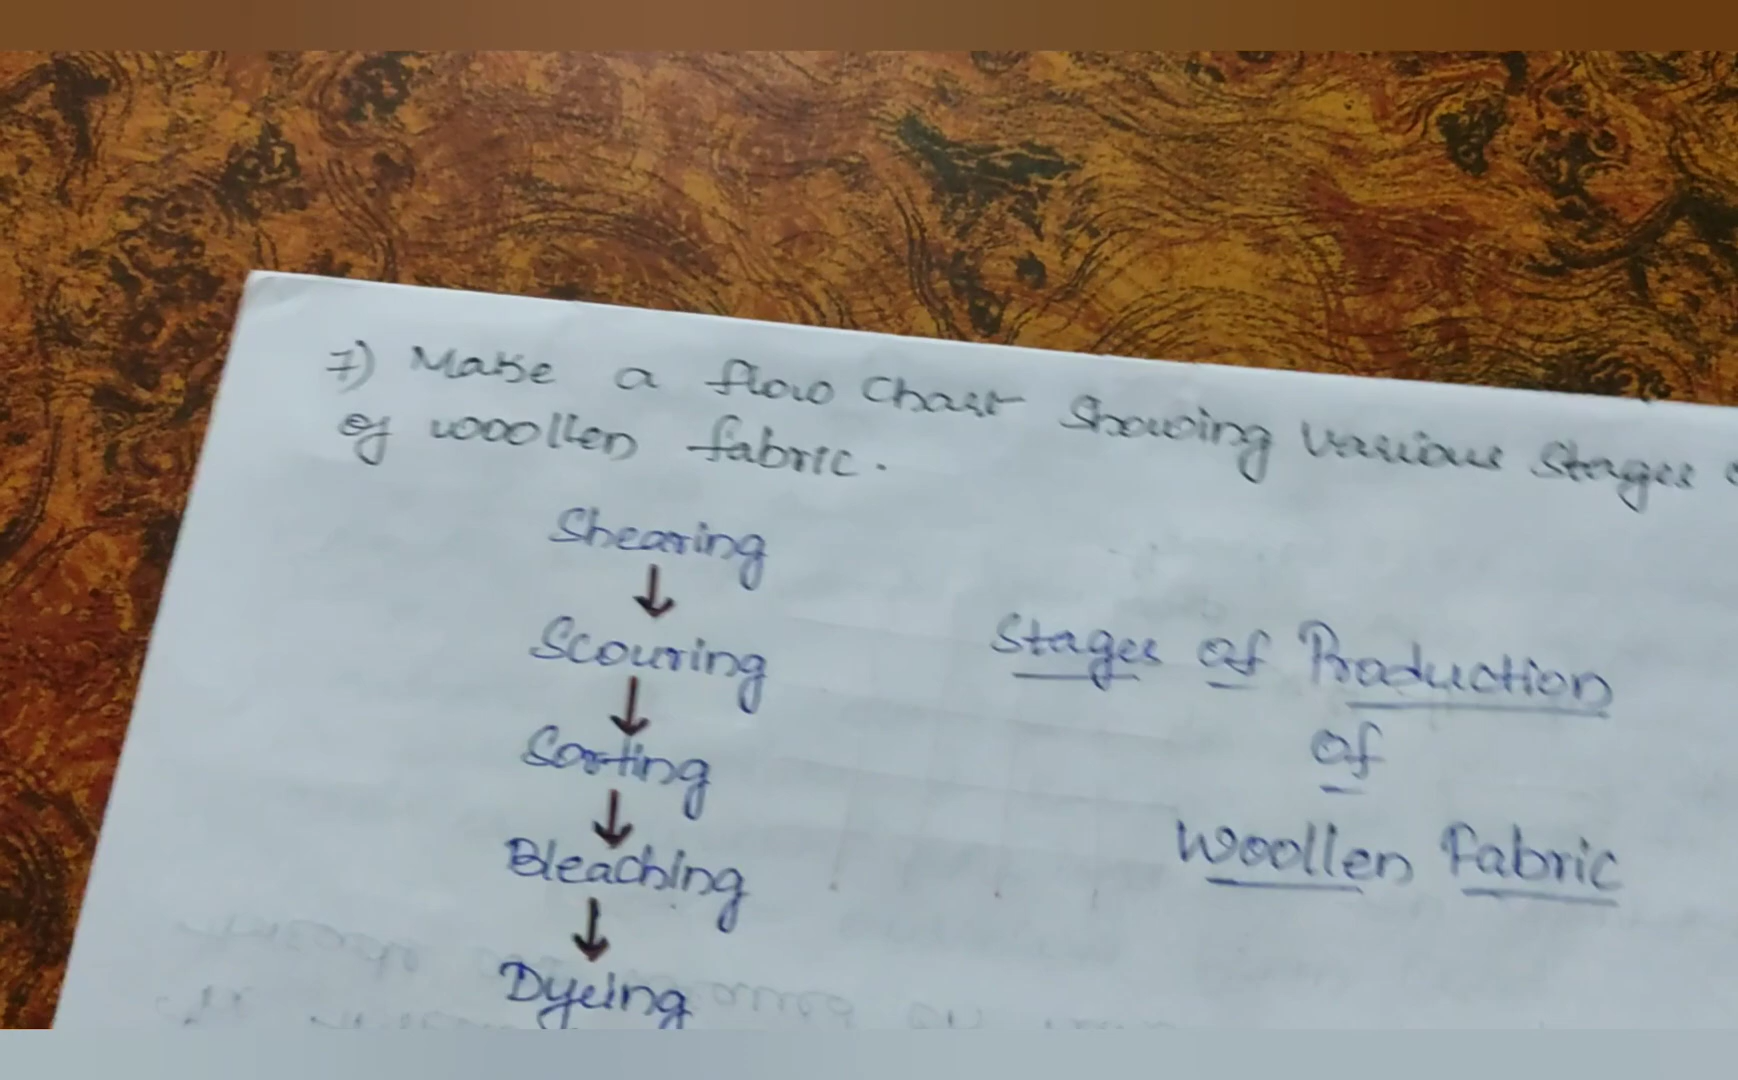 7) Make a flow chart showing various stages
of woollen fabric.
Shearing
↓
Scouring
↓
Sorting
↓
Bleaching
↓
Dyeing
Stages of Production
of
Woollen Fabric